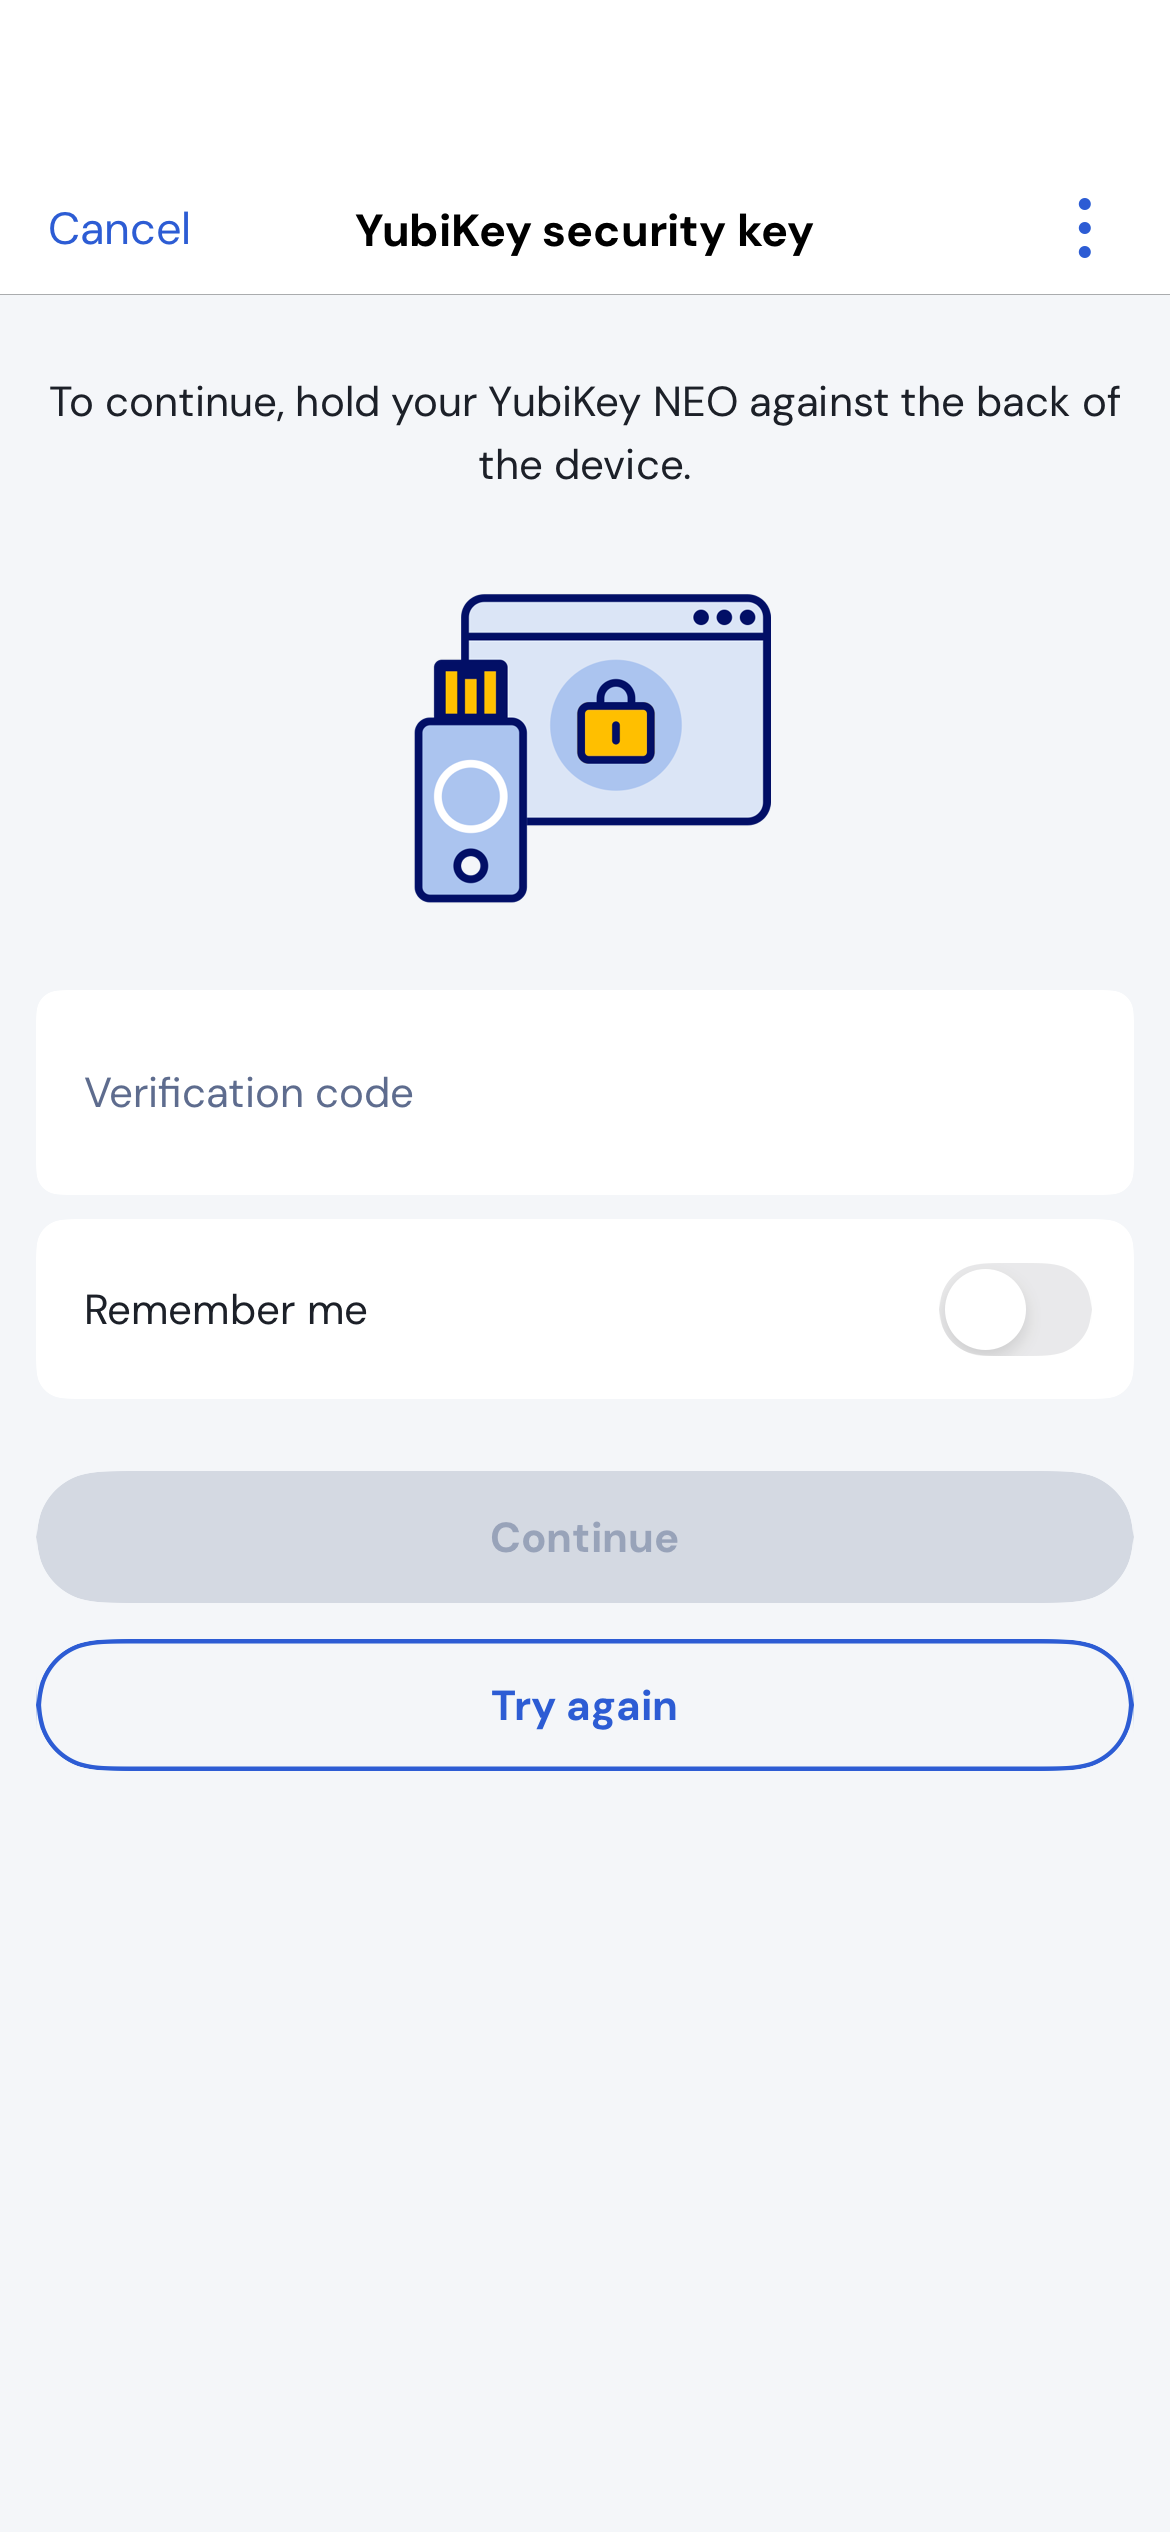 Cancel
YubiKey security key
To continue, hold your YubiKey NEO against the back of
the device.
Verification code
Remember me
Continue
Try again